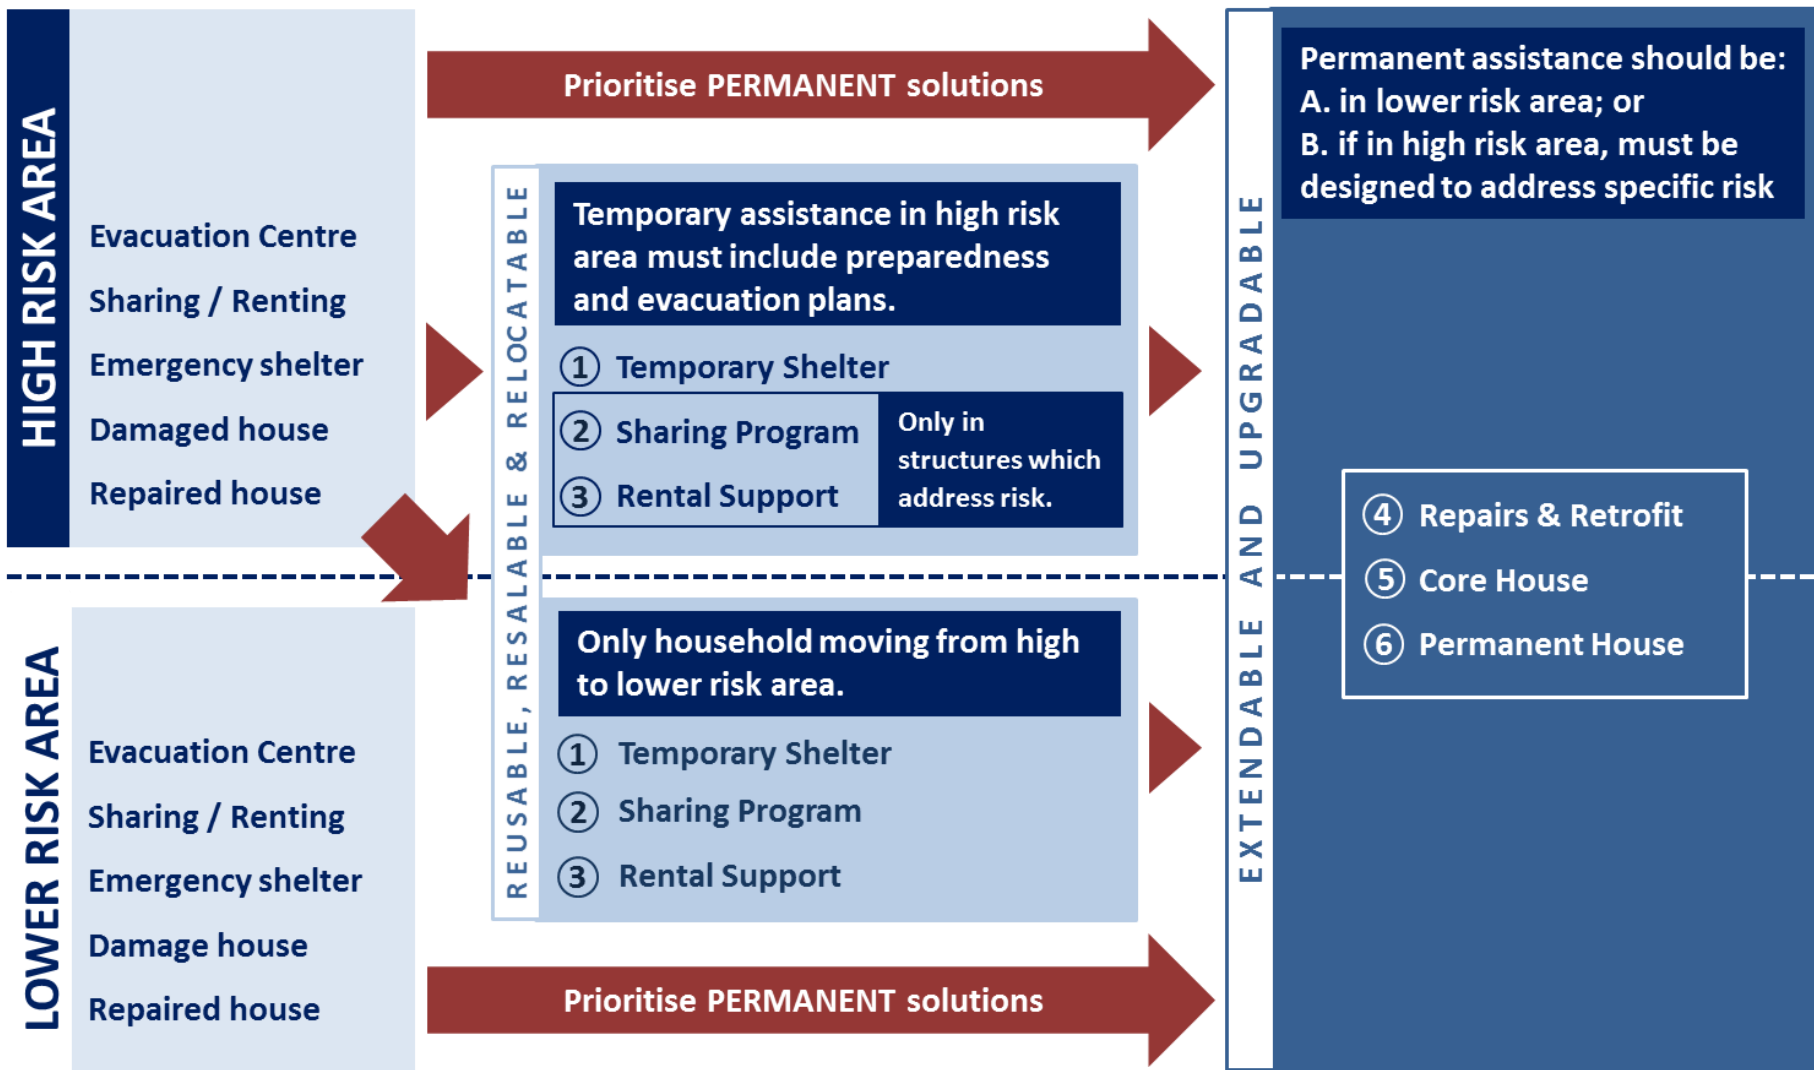 HIGH RISK AREA
Evacuation Centre
Sharing / Renting
Emergency shelter
Damaged house
Repaired house
Prioritise PERMANENT solutions
REUSABLE, RESALABLE & RELOCATABLE
Temporary assistance in high risk
area must include preparedness
and evacuation plans.
1 Temporary Shelter
2 Sharing Program
3 Rental Support
Only in
structures which
address risk.
LOWER RISK AREA
Evacuation Centre
Sharing / Renting
Emergency shelter
Damage house
Repaired house
Only household moving from high
to lower risk area.
1 Temporary Shelter
2 Sharing Program
3 Rental Support
Prioritise PERMANENT solutions
EXTENDABLE AND UPGRADABLE
Permanent assistance should be:
A. in lower risk area; or
B. if in high risk area, must be
designed to address specific risk
4 Repairs & Retrofit
5 Core House
6 Permanent House